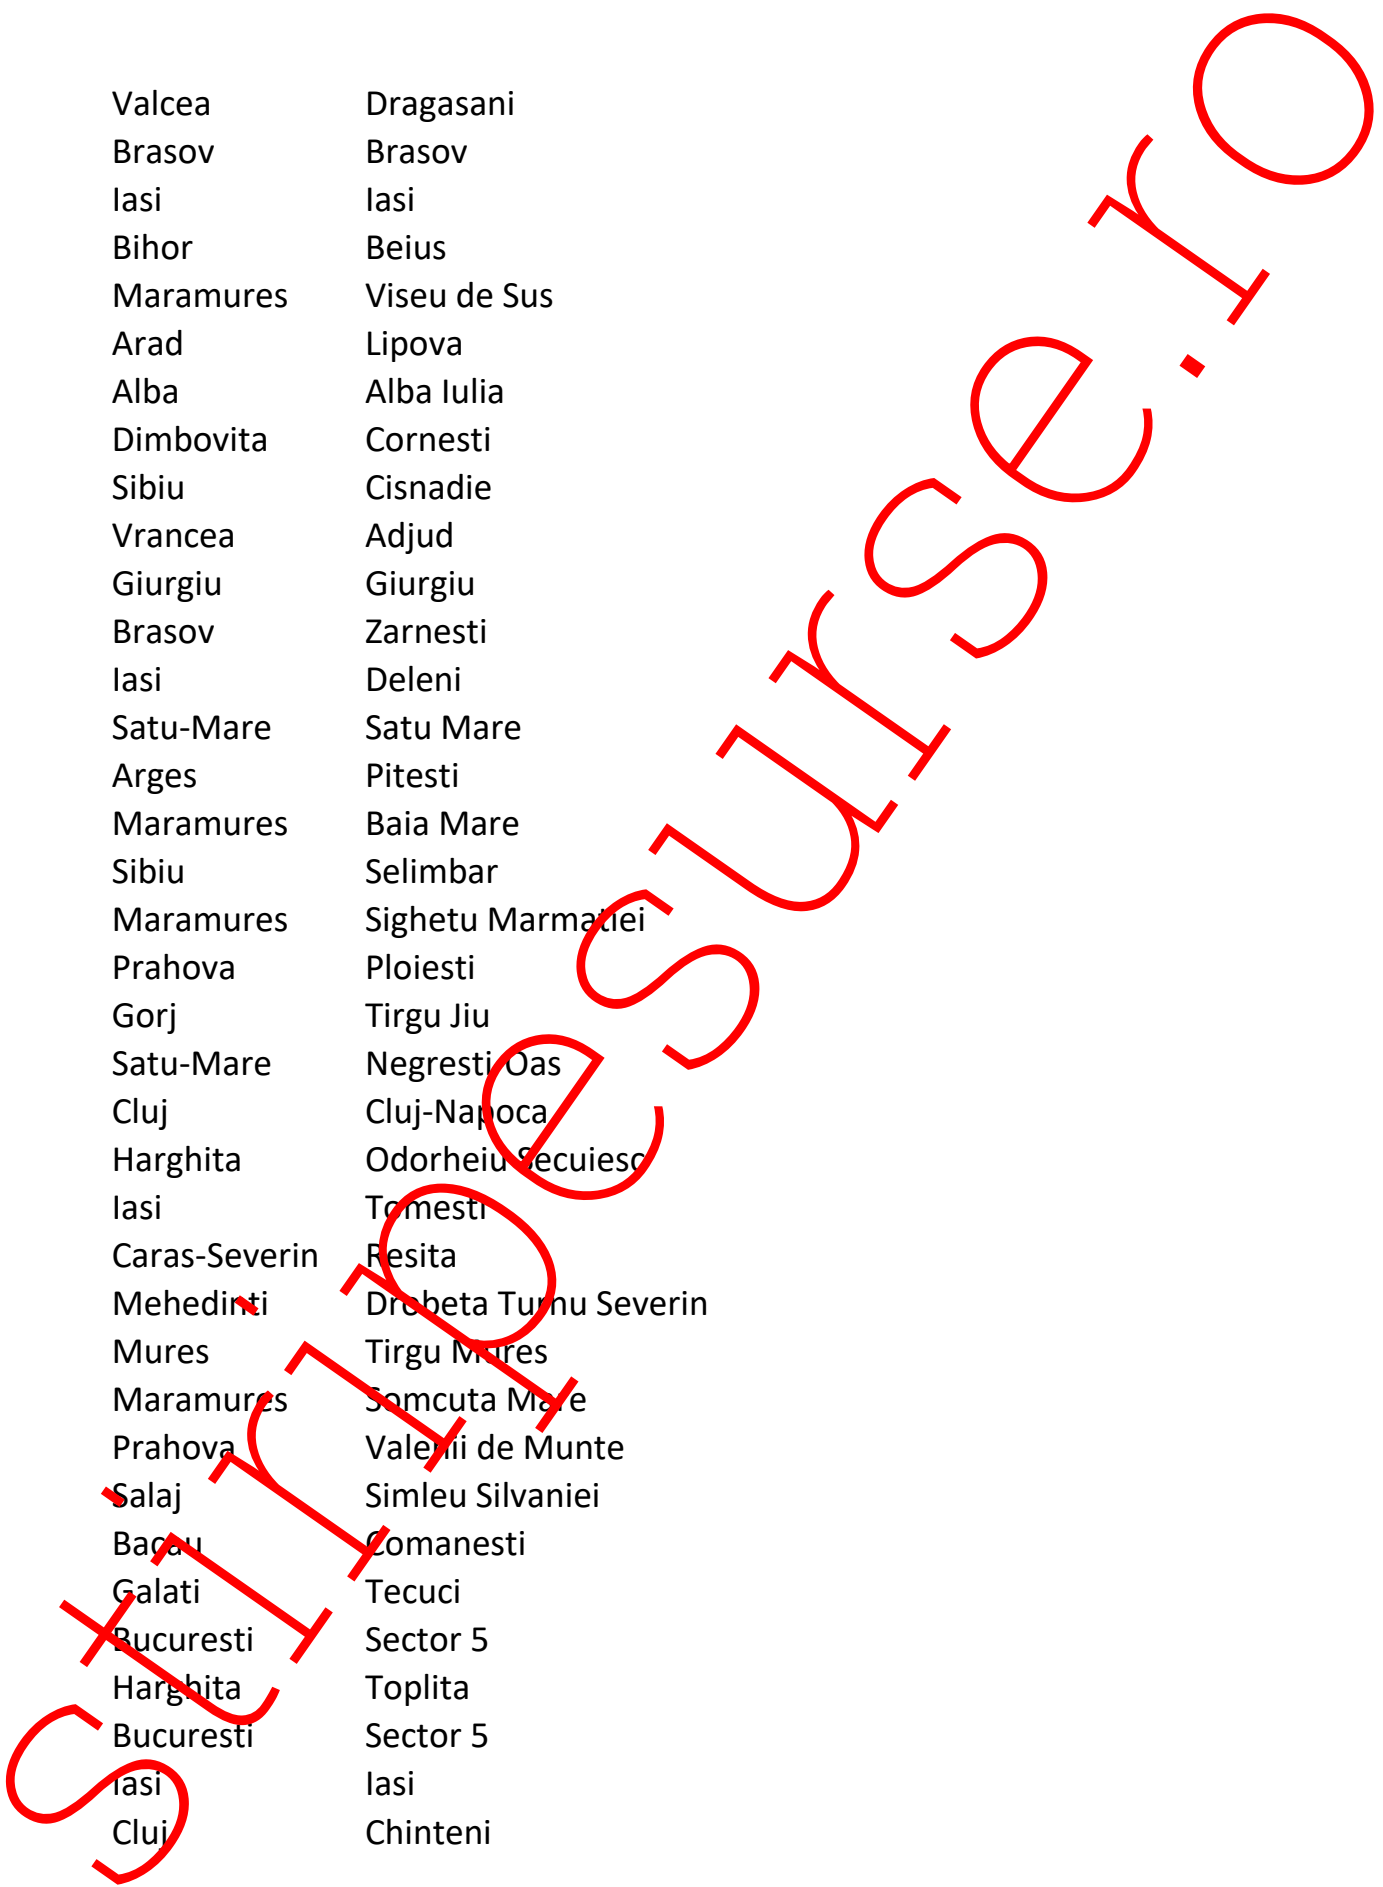 Valcea Dragasani
Brasov Brasov
Iasi Iasi
Bihor Beius
Maramures Viseu de Sus
Arad Lipova
Alba Alba Iulia
Dimbovita Cornesti
Sibiu Cisnadie
Vrancea Adjud
Giurgiu Giurgiu
Brasov Zarnesti
Iasi Deleni
Satu-Mare Satu Mare
Arges Pitesti
Maramures Baia Mare
Sibiu Selimbar
Maramures Sighetu Marmatiei
Prahova Ploiesti
Gorj Tirgu Jiu
Satu-Mare Negresti-Oas
Cluj Cluj-Napoca
Harghita Odorheiu Secuiesc
Iasi Tomesti
Caras-Severin Resita
Mehedinti Drobeta Turnu Severin
Mures Tirgu Mures
Maramures Somcuta Mare
Prahova Valenii de Munte
Salaj Simleu Silvaniei
Bacau Comanesti
Galati Tecuci
Bucuresti Sector 5
Harghita Toplita
Bucuresti Sector 5
Iasi Iasi
Cluj Chinteni
stiripesurse.ro